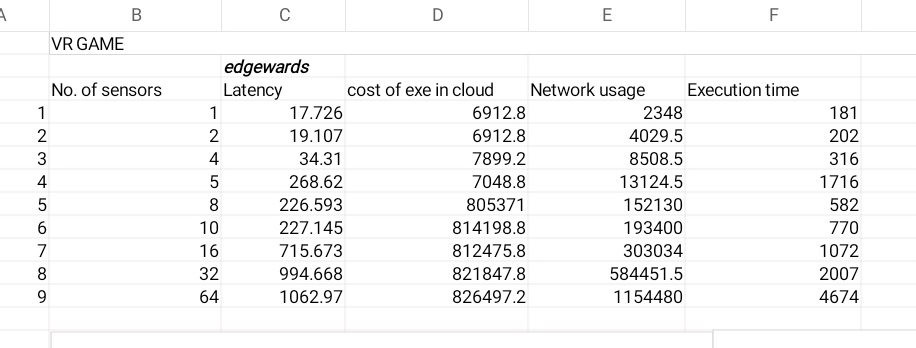 A B C D E F
VR GAME
edgewards
No. of sensors Latency cost of exe in cloud Network usage Execution time
1 1 17.726 6912.8 2348 181
2 2 19.107 6912.8 4029.5 202
3 4 34.31 7899.2 8508.5 316
4 5 268.62 7048.8 13124.5 1716
5 8 226.593 805371 152130 582
6 10 227.145 814198.8 193400 770
7 16 715.673 812475.8 303034 1072
8 32 994.668 821847.8 584451.5 2007
9 64 1062.97 826497.2 1154480 4674